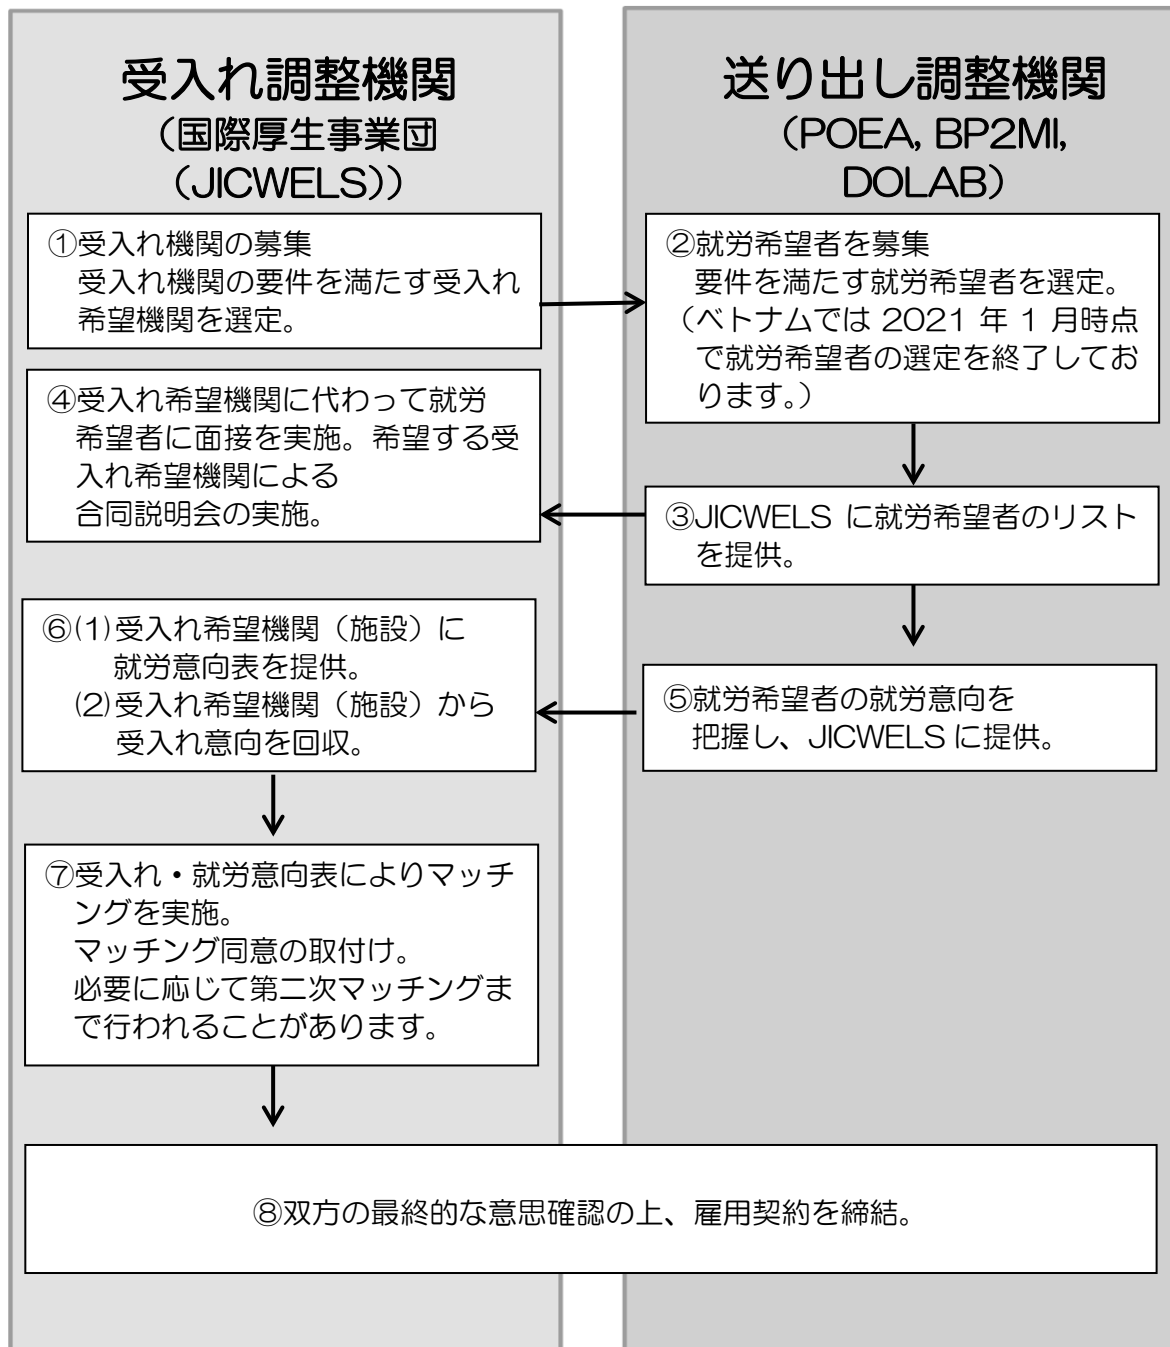 受入れ調整機関
（国際厚生事業団
（JICWELS））
送り出し調整機関
（POEA, BP2MI,
DOLAB）
①受入れ機関の募集
受入れ機関の要件を満たす受入れ
希望機関を選定。
②就労希望者を募集
要件を満たす就労希望者を選定。
（ベトナムでは 2021 年 1 月時点
で就労希望者の選定を終了してお
ります。）
③JICWELS に就労希望者のリスト
を提供。
④受入れ希望機関に代わって就労
希望者に面接を実施。希望する受
入れ希望機関による
合同説明会の実施。
⑤就労希望者の就労意向を
把握し、JICWELS に提供。
⑥(1)受入れ希望機関（施設）に
就労意向表を提供。
(2)受入れ希望機関（施設）から
受入れ意向を回収。
⑦受入れ・就労意向表によりマッチ
ングを実施。
マッチング同意の取付け。
必要に応じて第二次マッチングま
で行われることがあります。
⑧双方の最終的な意思確認の上、雇用契約を締結。